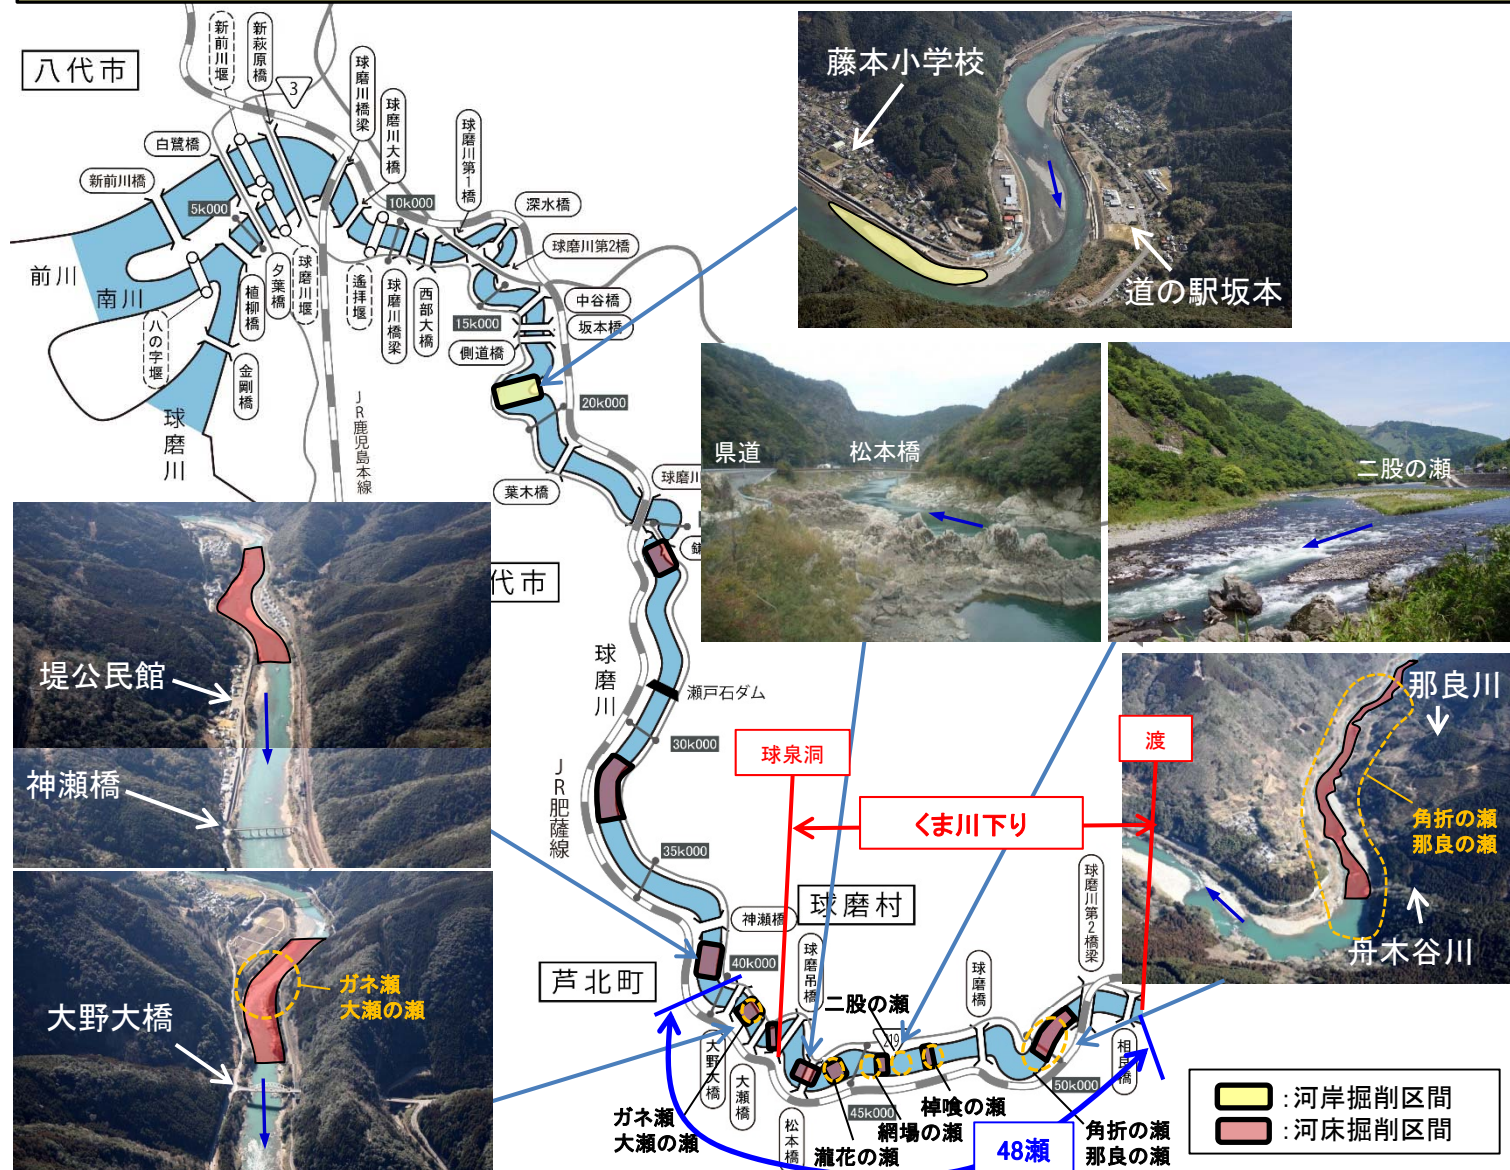 八代市
新前川堰
新萩原橋
3
球磨川橋梁
球磨川大橋
球磨川第1橋
白鷺橋
新前川橋
5k000
10k000
深水橋
球磨川第2橋
前川
南川
八の字堰
植柳橋
夕葉橋
球磨川堰
遙拝堰
球磨川橋梁
西部大橋
15k000
中谷橋
坂本橋
側道橋
金剛橋
球磨川
JR鹿児島本線
20k000
葉木橋
球磨川
藤本小学校
道の駅坂本
県道
松本橋
二股の瀬
代市
堤公民館
神瀬橋
球磨川
瀬戸石ダム
30k000
JR肥薩線
35k000
球泉洞
渡
くま川下り
那良川
角折の瀬
那良の瀬
舟木谷川
球磨村
神瀬橋
40k000
芦北町
球磨吊橋
二股の瀬
219
球磨橋
球磨川第2橋梁
ガネ瀬
大瀬の瀬
大野大橋
大野大橋
大瀬橋
松本橋
45k000
50k000
相良橋
ガネ瀬
大瀬の瀬
瀧花の瀬
網場の瀬
棹喰の瀬
48瀬
角折の瀬
那良の瀬
:河岸掘削区間
:河床掘削区間